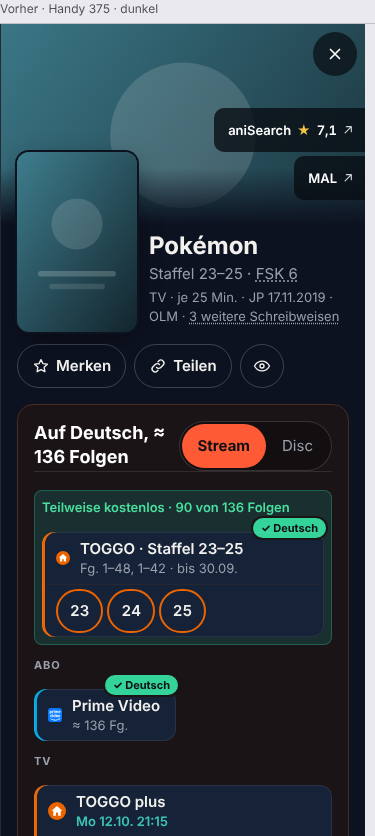 Vorher · Handy 375 · dunkel
aniSearch ★ 7,1 ↗
MAL ↗
Pokémon
Staffel 23–25 · FSK 6
TV · je 25 Min. · JP 17.11.2019 ·
OLM · 3 weitere Schreibweisen
Merken
Teilen
Auf Deutsch, ≈
136 Folgen
Stream
Disc
Teilweise kostenlos · 90 von 136 Folgen
✓ Deutsch
TOGGO · Staffel 23–25
Fg. 1–48, 1–42 · bis 30.09.
23 24 25
ABO
✓ Deutsch
prime video
Prime Video
≈ 136 Fg.
TV
TOGGO plus
Mo 12.10. 21:15